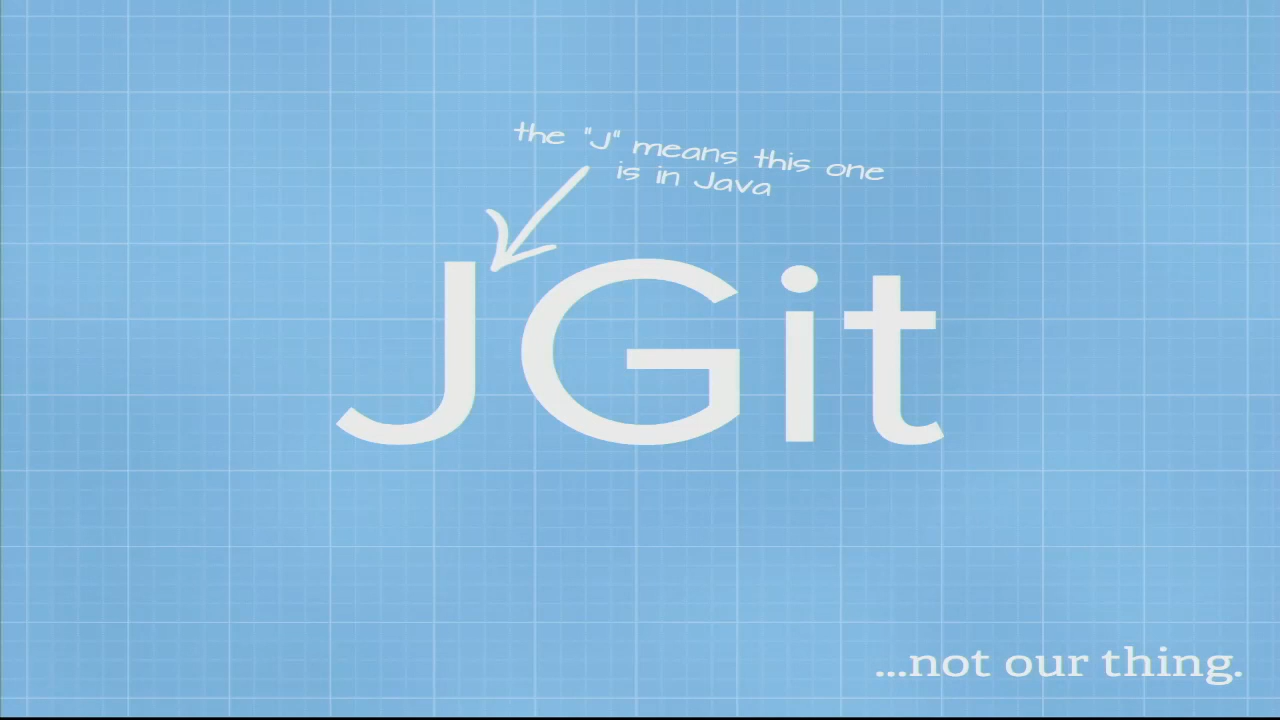 the "J" means this one
is in Java
JGit
...not our thing.